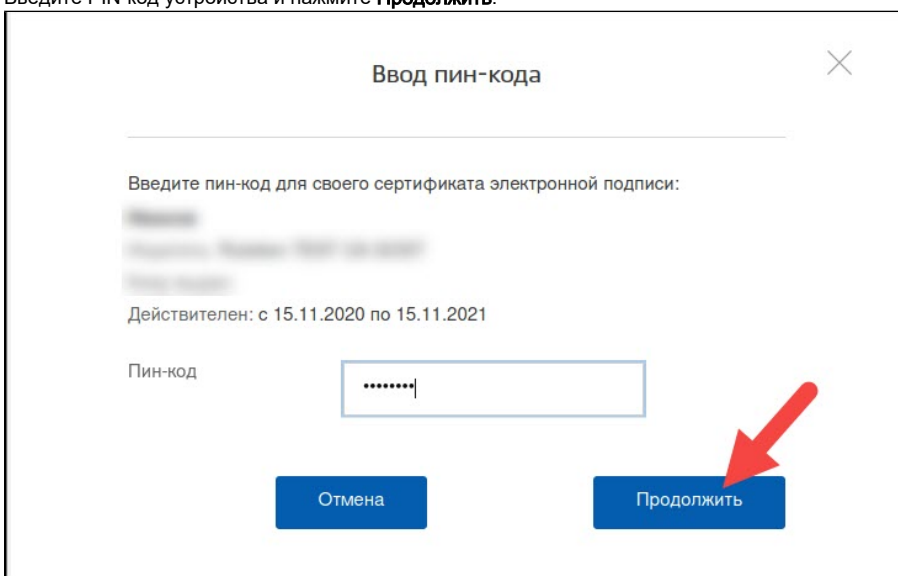 Введите PIN-код устройства и нажмите Продолжить.
Ввод пин-кода
Введите пин-код для своего сертификата электронной подписи:
Действителен: с 15.11.2020 по 15.11.2021
Пин-код
••••••••
Отмена
Продолжить